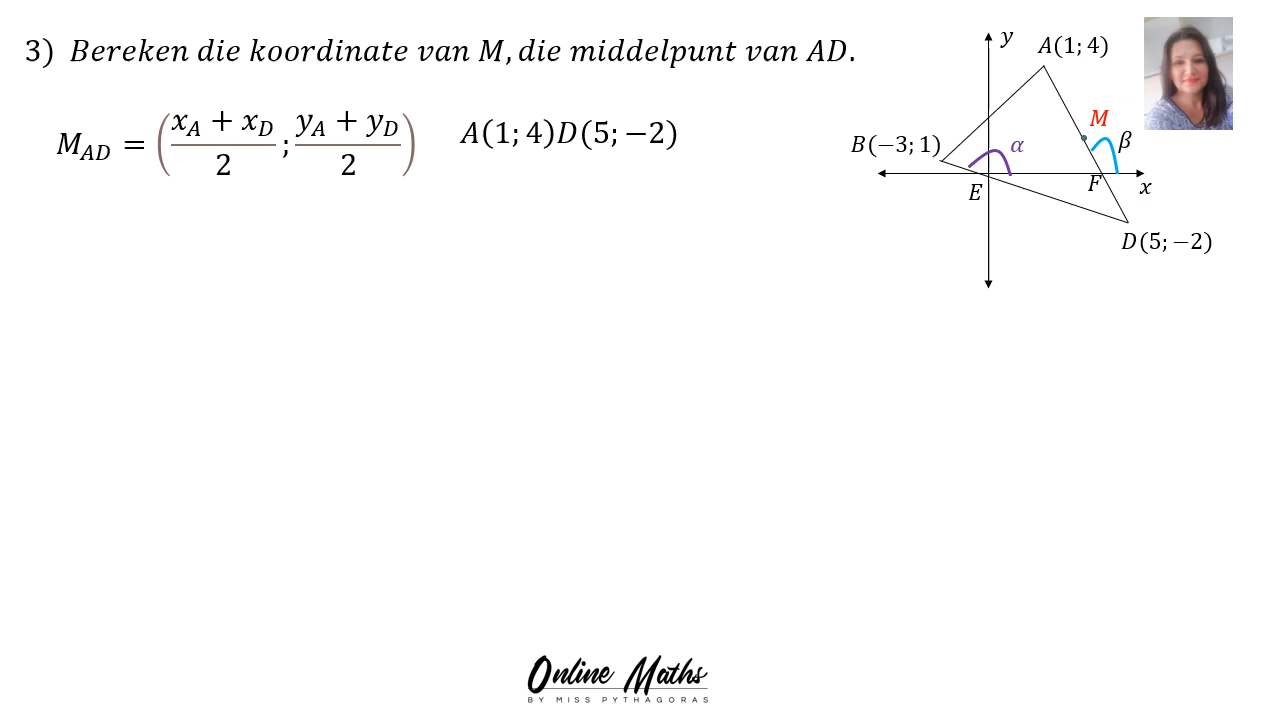 3) Bereken die koordinate van M, die middelpunt van AD.
M_AD = ((x_A + x_D)/2 ; (y_A + y_D)/2)
A(1; 4)D(5; −2)
y
A(1; 4)
M
B(−3; 1)
α
β
E
F
x
D(5; −2)
Online Maths
BY MISS PYTHAGORAS